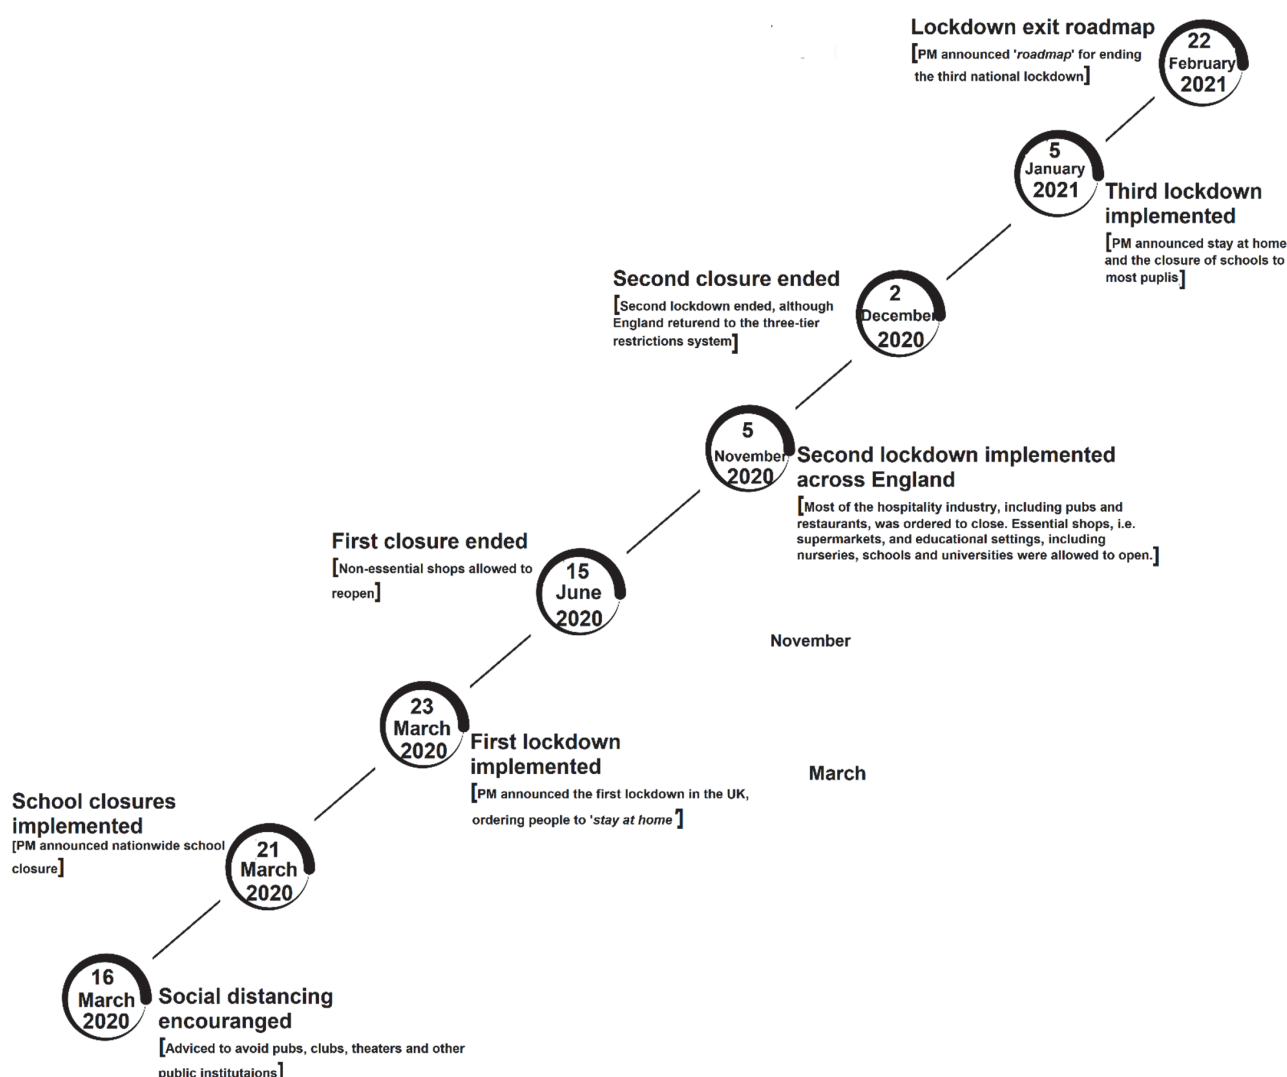 Lockdown exit roadmap
[PM announced 'roadmap' for ending
the third national lockdown]
22
February
2021
5
January
2021
Third lockdown
implemented
[PM announced stay at home
and the closure of schools to
most puplis]
Second closure ended
[Second lockdown ended, although
England returend to the three-tier
restrictions system]
2
December
2020
5
November
2020
Second lockdown implemented
across England
[Most of the hospitality industry, including pubs and
restaurants, was ordered to close. Essential shops, i.e.
supermarkets, and educational settings, including
nurseries, schools and universities were allowed to open.]
First closure ended
[Non-essential shops allowed to
reopen]
15
June
2020
November
23
March
2020
First lockdown
implemented
[PM announced the first lockdown in the UK,
ordering people to 'stay at home']
March
School closures
implemented
[PM announced nationwide school
closure]
21
March
2020
16
March
2020
Social distancing
encouranged
[Adviced to avoid pubs, clubs, theaters and other
public institutaions]